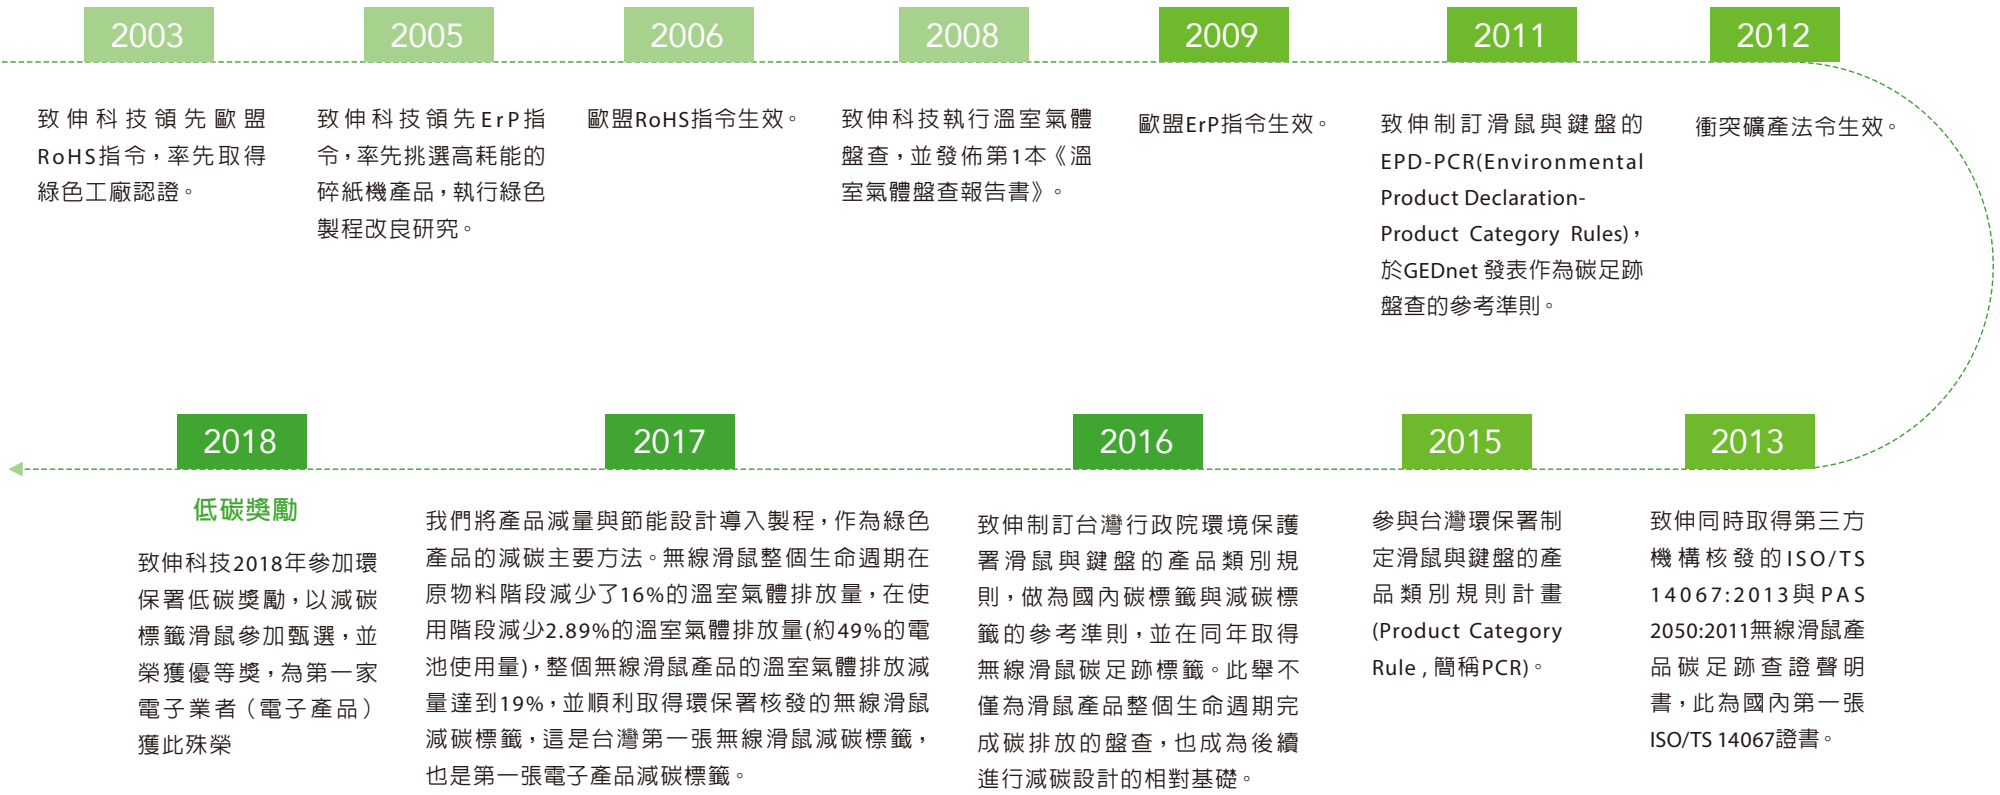 2003
致伸科技領先歐盟
RoHS指令，率先取得
綠色工廠認證。
2005
致伸科技領先ErP指
令，率先挑選高耗能的
碎紙機產品，執行綠色
製程改良研究。
2006
歐盟RoHS指令生效。
2008
致伸科技執行溫室氣體
盤查，並發佈第1本《溫
室氣體盤查報告書》。
2009
歐盟ErP指令生效。
2011
致伸制訂滑鼠與鍵盤的
EPD-PCR(Environmental
Product Declaration-
Product Category Rules)，
於GEDnet 發表作為碳足跡
盤查的參考準則。
2012
衝突礦產法令生效。
2013
致伸同時取得第三方
機構核發的ISO/TS
14067:2013與PAS
2050:2011無線滑鼠產
品碳足跡查證聲明
書，此為國內第一張
ISO/TS 14067證書。
2015
參與台灣環保署制
定滑鼠與鍵盤的產
品類別規則計畫
(Product Category
Rule , 簡稱PCR)。
2016
致伸制訂台灣行政院環境保護
署滑鼠與鍵盤的產品類別規
則，做為國內碳標籤與減碳標
籤的參考準則，並在同年取得
無線滑鼠碳足跡標籤。此舉不
僅為滑鼠產品整個生命週期完
成碳排放的盤查，也成為後續
進行減碳設計的相對基礎。
2017
我們將產品減量與節能設計導入製程，作為綠色
產品的減碳主要方法。無線滑鼠整個生命週期在
原物料階段減少了16%的溫室氣體排放量，在使
用階段減少2.89%的溫室氣體排放量(約49%的電
池使用量)，整個無線滑鼠產品的溫室氣體排放減
量達到19%，並順利取得環保署核發的無線滑鼠
減碳標籤，這是台灣第一張無線滑鼠減碳標籤，
也是第一張電子產品減碳標籤。
2018
低碳獎勵
致伸科技2018年參加環
保署低碳獎勵，以減碳
標籤滑鼠參加甄選，並
榮獲優等獎，為第一家
電子業者（電子產品）
獲此殊榮